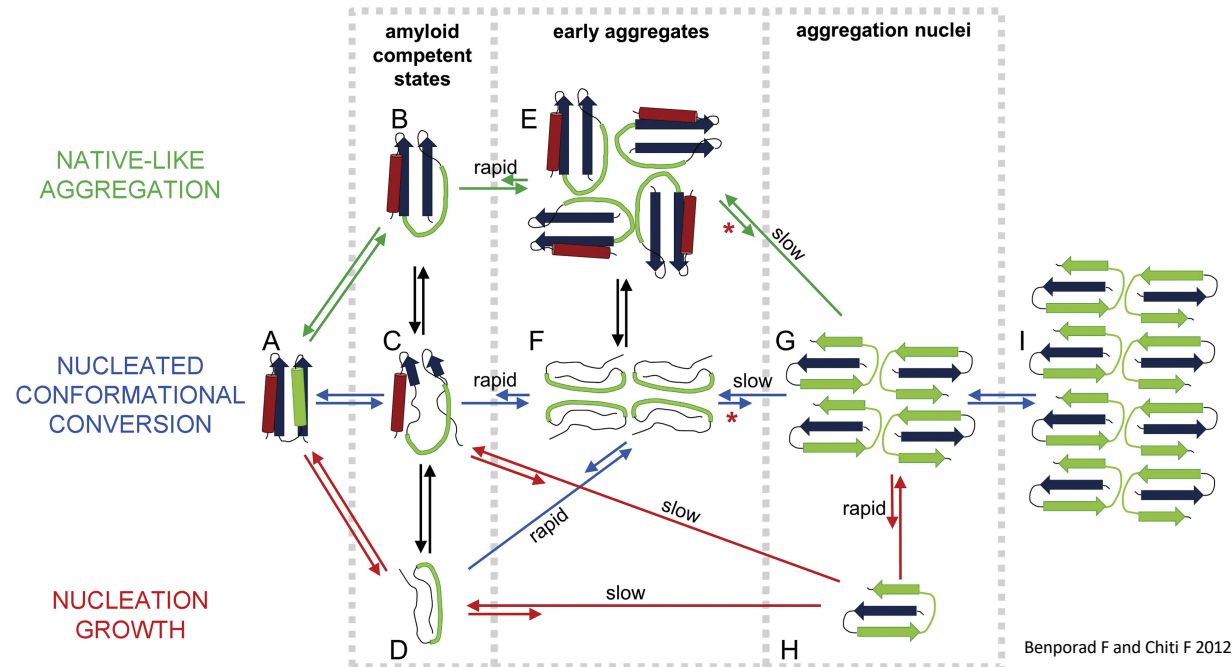 amyloid
competent
states
early aggregates
aggregation nuclei
B
E
NATIVE-LIKE
AGGREGATION
rapid
*
slow
A
C
F
G
I
NUCLEATED
CONFORMATIONAL
CONVERSION
rapid
slow
*
rapid
slow
rapid
NUCLEATION
GROWTH
slow
D
H
Benporad F and Chiti F 2012